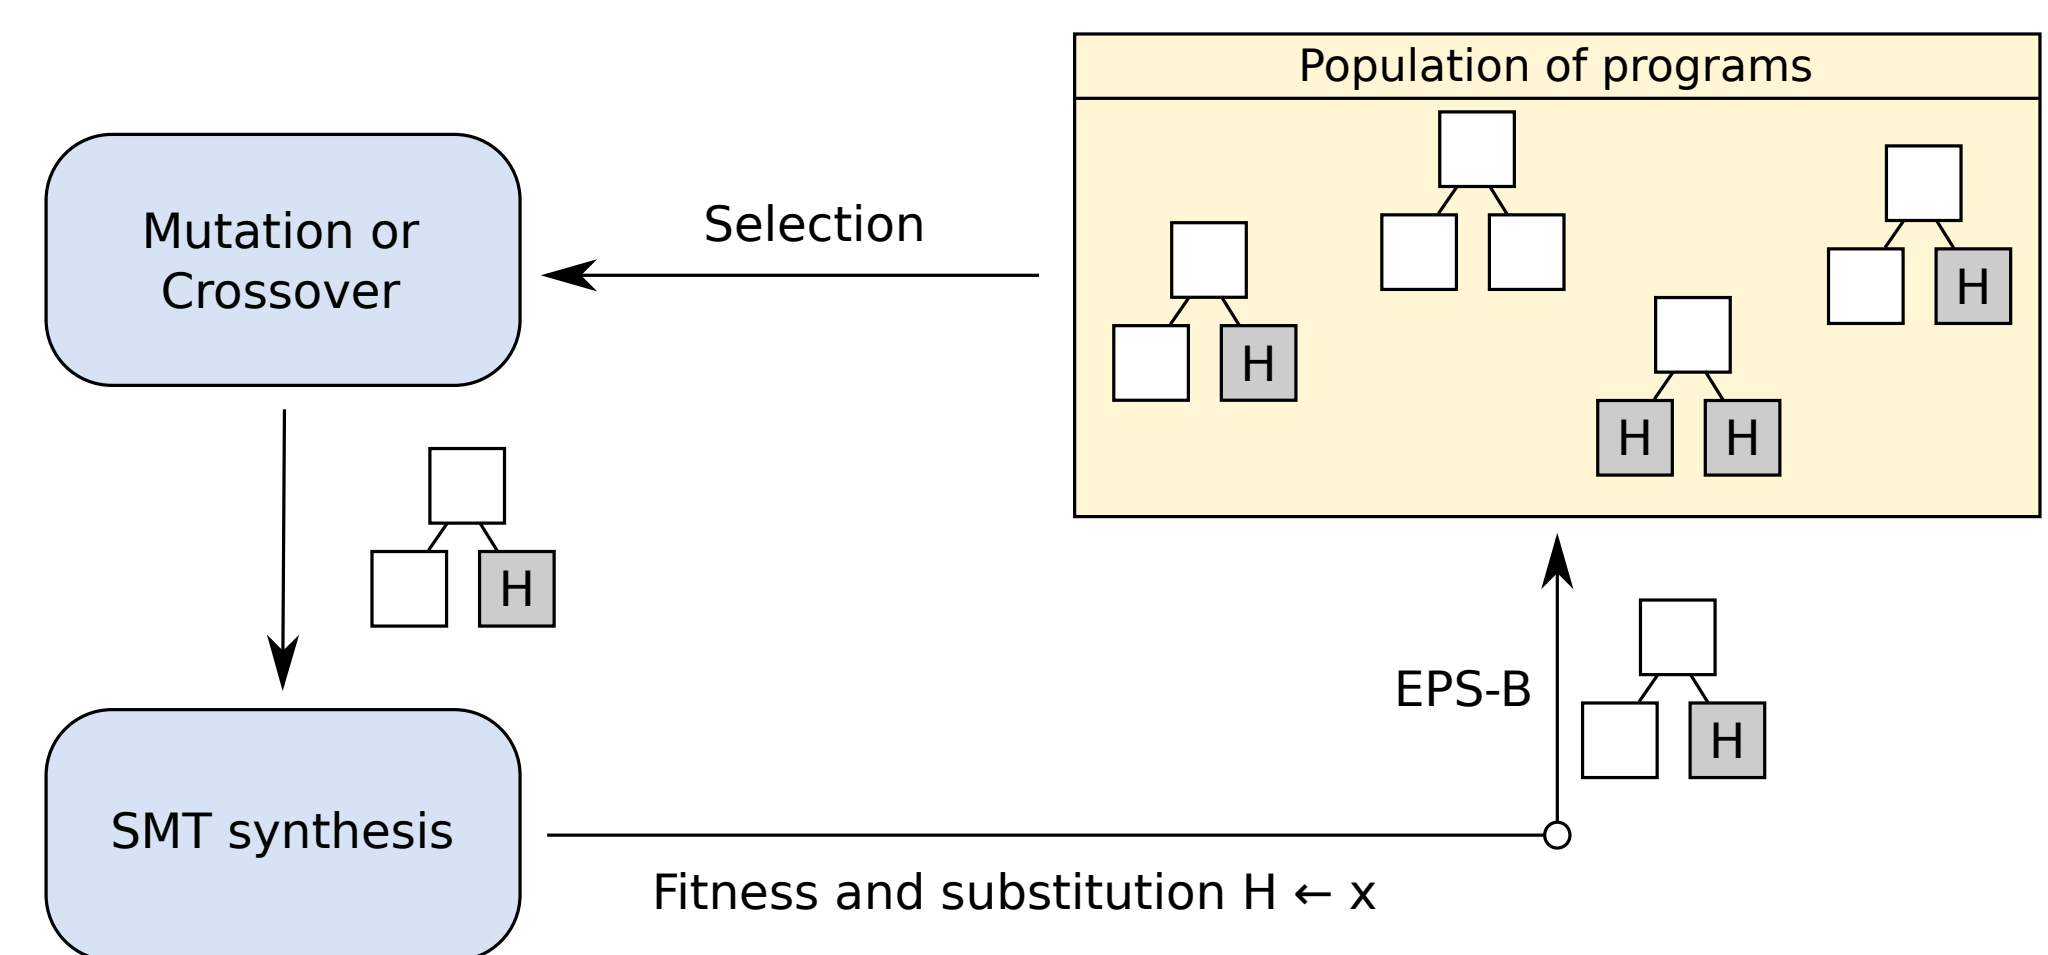 Population of programs
Mutation or
Crossover
Selection
H
H
H
H
H
SMT synthesis
EPS-B
H
Fitness and substitution H ← x